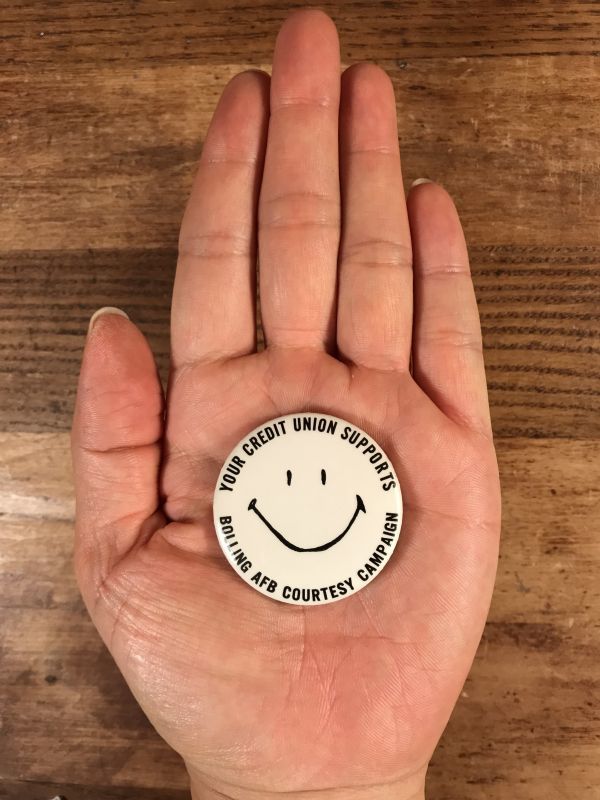 YOUR CREDIT UNION SUPPORTS
BOLLING AFB COURTESY CAMPAIGN